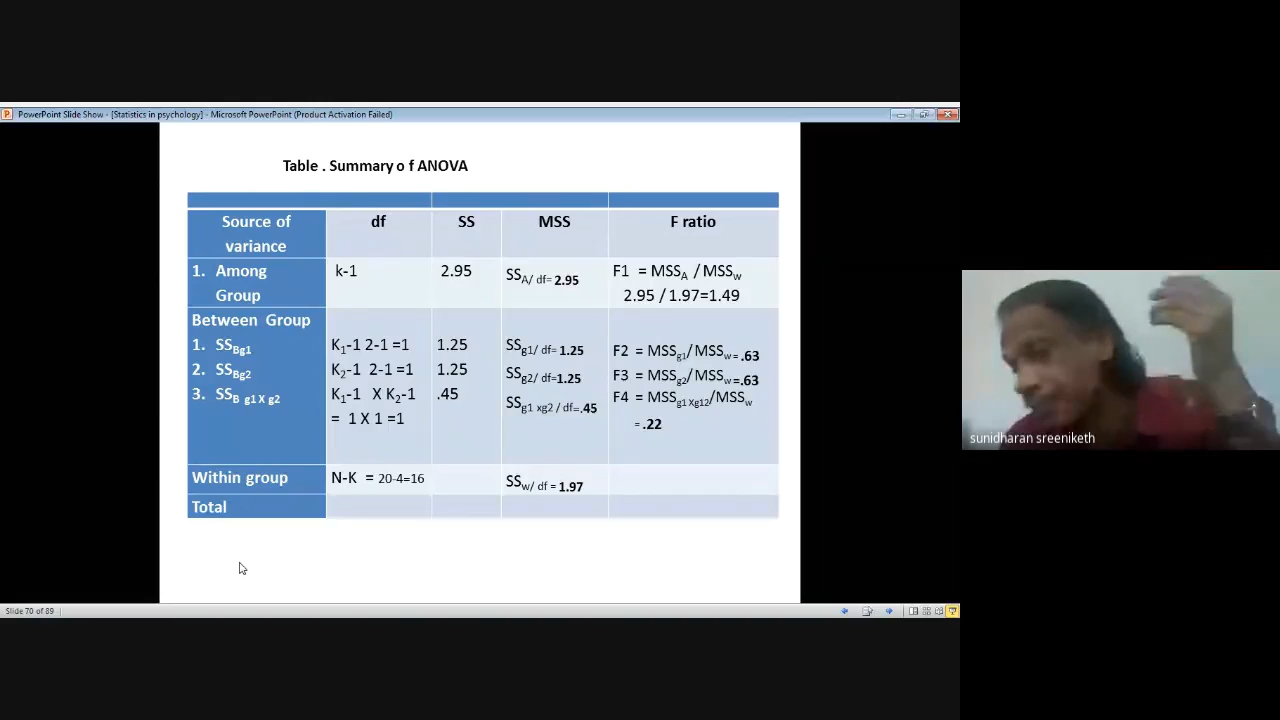 PowerPoint Slide Show - [Statistics in psychology] - Microsoft PowerPoint (Product Activation Failed)
Table . Summary o f ANOVA
Source of variance df SS MSS F ratio
1. Among Group k-1 2.95 SSA/ df= 2.95 F1 = MSSA / MSSw
2.95 / 1.97=1.49
Between Group
1. SSBg1 K1-1 2-1 =1 1.25 SSg1/ df= 1.25 F2 = MSSg1/MSSw = .63
2. SSBg2 K2-1 2-1 =1 1.25 SSg2/ df=1.25 F3 = MSSg2/MSSw =.63
3. SSB g1 X g2 K1-1 X K2-1 .45 SSg1 xg2 / df=.45 F4 = MSSg1 Xg12/MSSw
= 1 X 1 =1 = .22
Within group N-K = 20-4=16 SSw/ df = 1.97
Total
sunidharan sreeniketh
Slide 70 of 89